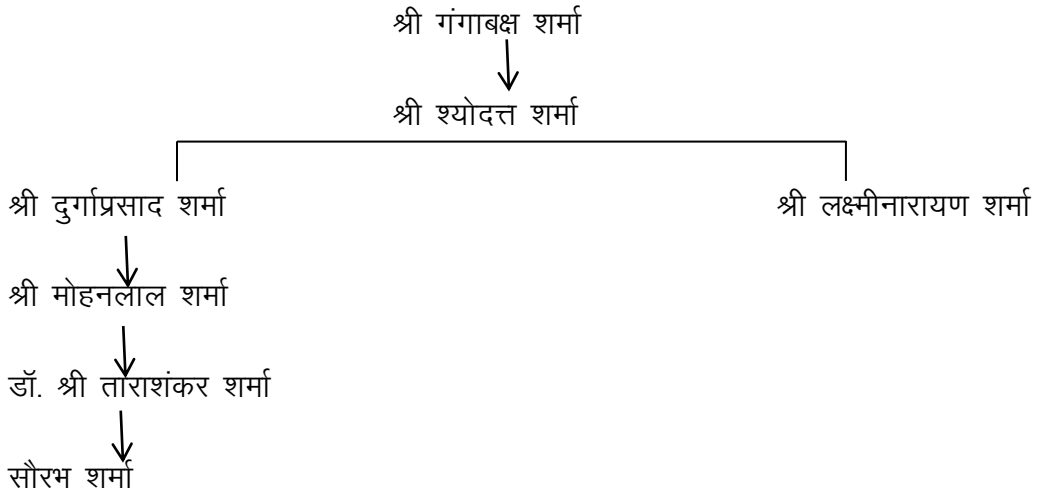 श्री गंगाबक्ष शर्मा
श्री श्योदत्त शर्मा
श्री दुर्गाप्रसाद शर्मा
श्री लक्ष्मीनारायण शर्मा
श्री मोहनलाल शर्मा
डॉ. श्री ताराशंकर शर्मा
सौरभ शर्मा